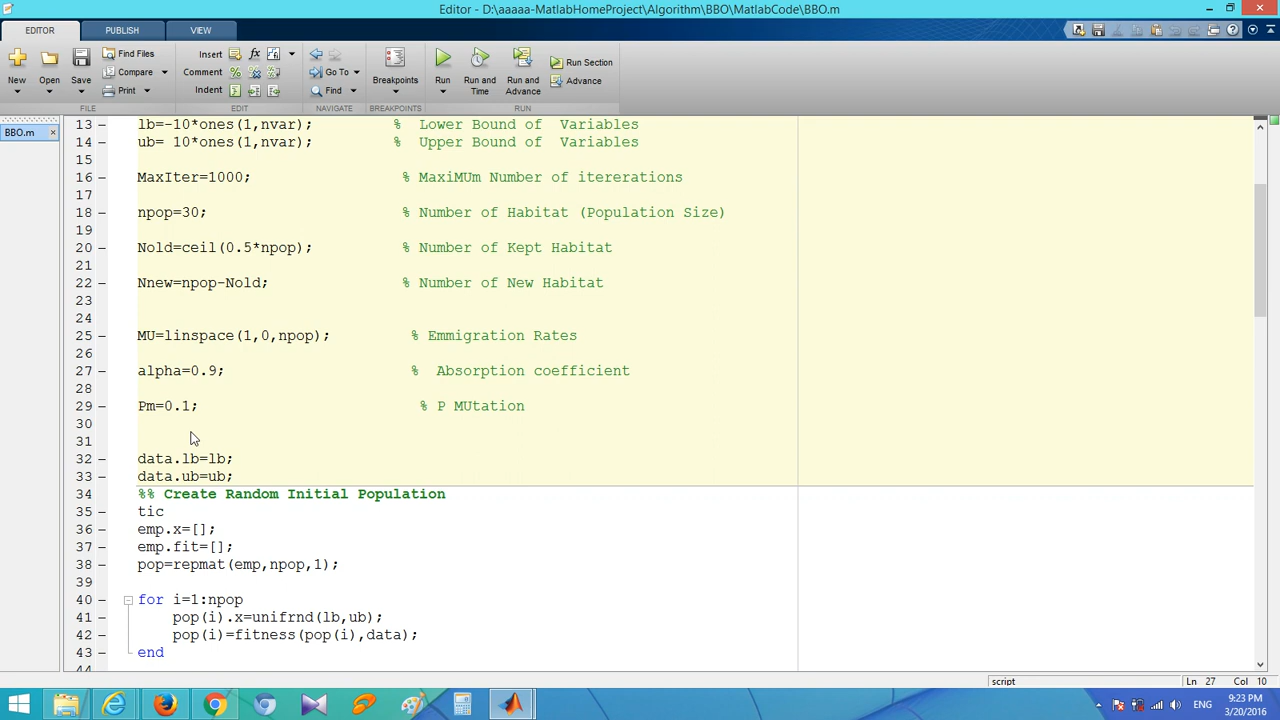 Editor - D:\aaaaa-MatlabHomeProject\Algorithm\BBO\MatlabCode\BBO.m
EDITOR PUBLISH VIEW
New Open Save Find Files Compare Print
Insert Comment Indent fx
Go To Find
Breakpoints
Run Run and Time Run and Advance Run Section Advance
FILE EDIT NAVIGATE BREAKPOINTS RUN
BBO.m
13 lb=-10*ones(1,nvar); % Lower Bound of Variables
14 ub= 10*ones(1,nvar); % Upper Bound of Variables
15
16 MaxIter=1000; % MaxiMUm Number of itererations
17
18 npop=30; % Number of Habitat (Population Size)
19
20 Nold=ceil(0.5*npop); % Number of Kept Habitat
21
22 Nnew=npop-Nold; % Number of New Habitat
23
24
25 MU=linspace(1,0,npop); % Emmigration Rates
26
27 alpha=0.9; % Absorption coefficient
28
29 Pm=0.1; % P MUtation
30
31
32 data.lb=lb;
33 data.ub=ub;
34 %% Create Random Initial Population
35 tic
36 emp.x=[];
37 emp.fit=[];
38 pop=repmat(emp,npop,1);
39
40 for i=1:npop
41 pop(i).x=unifrnd(lb,ub);
42 pop(i)=fitness(pop(i),data);
43 end
44
script Ln 27 Col 10
ENG 9:23 PM
3/20/2016